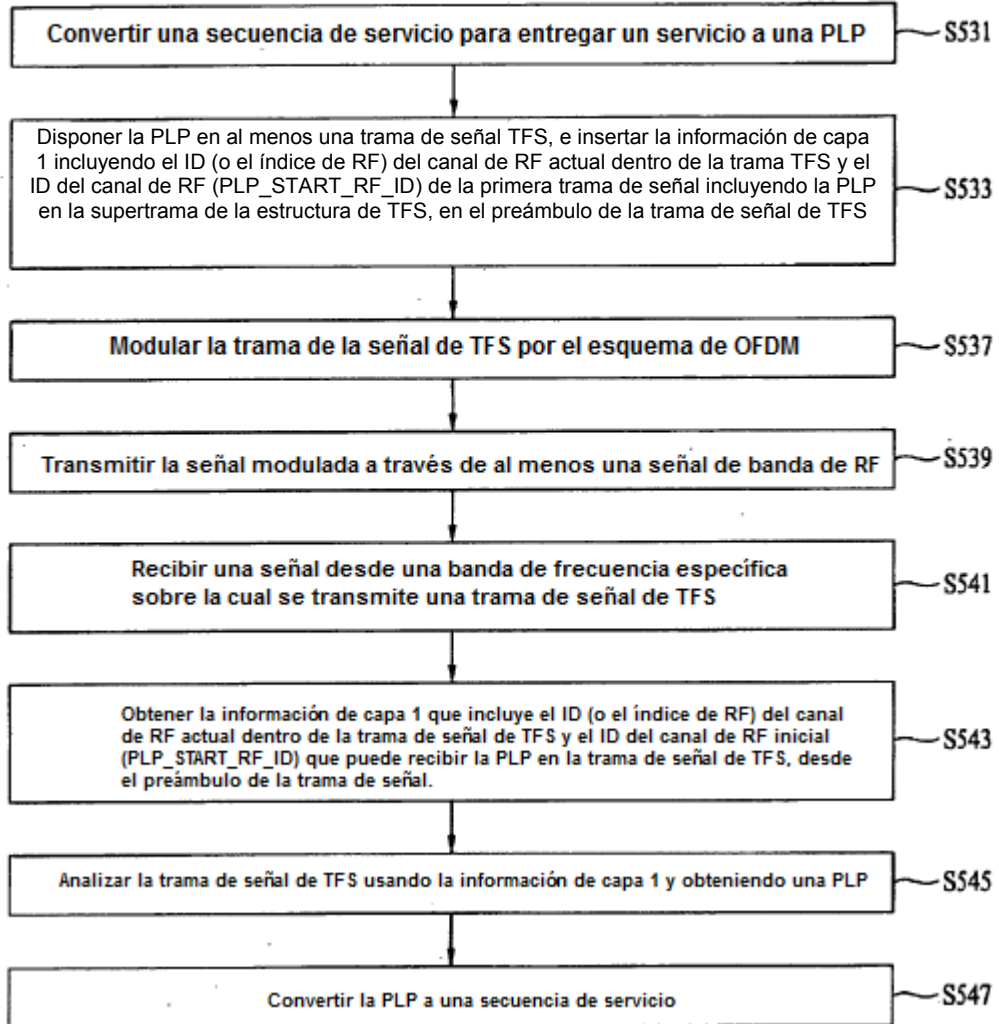 Convertir una secuencia de servicio para entregar un servicio a una PLP
S531
Disponer la PLP en al menos una trama de señal TFS, e insertar la información de capa
1 incluyendo el ID (o el índice de RF) del canal de RF actual dentro de la trama TFS y el
ID del canal de RF (PLP_START_RF_ID) de la primera trama de señal incluyendo la PLP
en la supertrama de la estructura de TFS, en el preámbulo de la trama de señal de TFS
S533
Modular la trama de la señal de TFS por el esquema de OFDM
S537
Transmitir la señal modulada a través de al menos una señal de banda de RF
S539
Recibir una señal desde una banda de frecuencia específica
sobre la cual se transmite una trama de señal de TFS
S541
Obtener la información de capa 1 que incluye el ID (o el índice de RF) del canal
de RF actual dentro de la trama de señal de TFS y el ID del canal de RF inicial
(PLP_START_RF_ID) que puede recibir la PLP en la trama de señal de TFS, desde
el preámbulo de la trama de señal.
S543
Analizar la trama de señal de TFS usando la información de capa 1 y obteniendo una PLP
S545
Convertir la PLP a una secuencia de servicio
S547